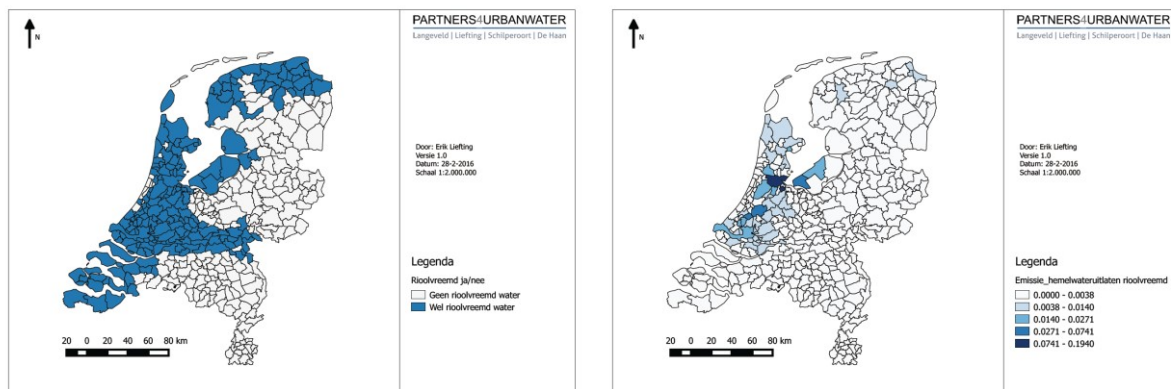 N
PARTNERS4URBANWATER
Langeveld | Liefting | Schilperoort | De Haan
Door: Erik Liefting
Versie 1.0
Datum: 28-2-2016
Schaal 1:2.000.000
Legenda
Rioolvreemd ja/nee
Geen rioolvreemd water
Wel rioolvreemd water
20 0 20 40 60 80 km
N
PARTNERS4URBANWATER
Langeveld | Liefting | Schilperoort | De Haan
Door: Erik Liefting
Versie 1.0
Datum: 28-2-2016
Schaal 1:2.000.000
Legenda
Emissie_hemelwateruitlaten rioolvreemd
0.0000 - 0.0038
0.0038 - 0.0140
0.0140 - 0.0271
0.0271 - 0.0741
0.0741 - 0.1940
20 0 20 40 60 80 km